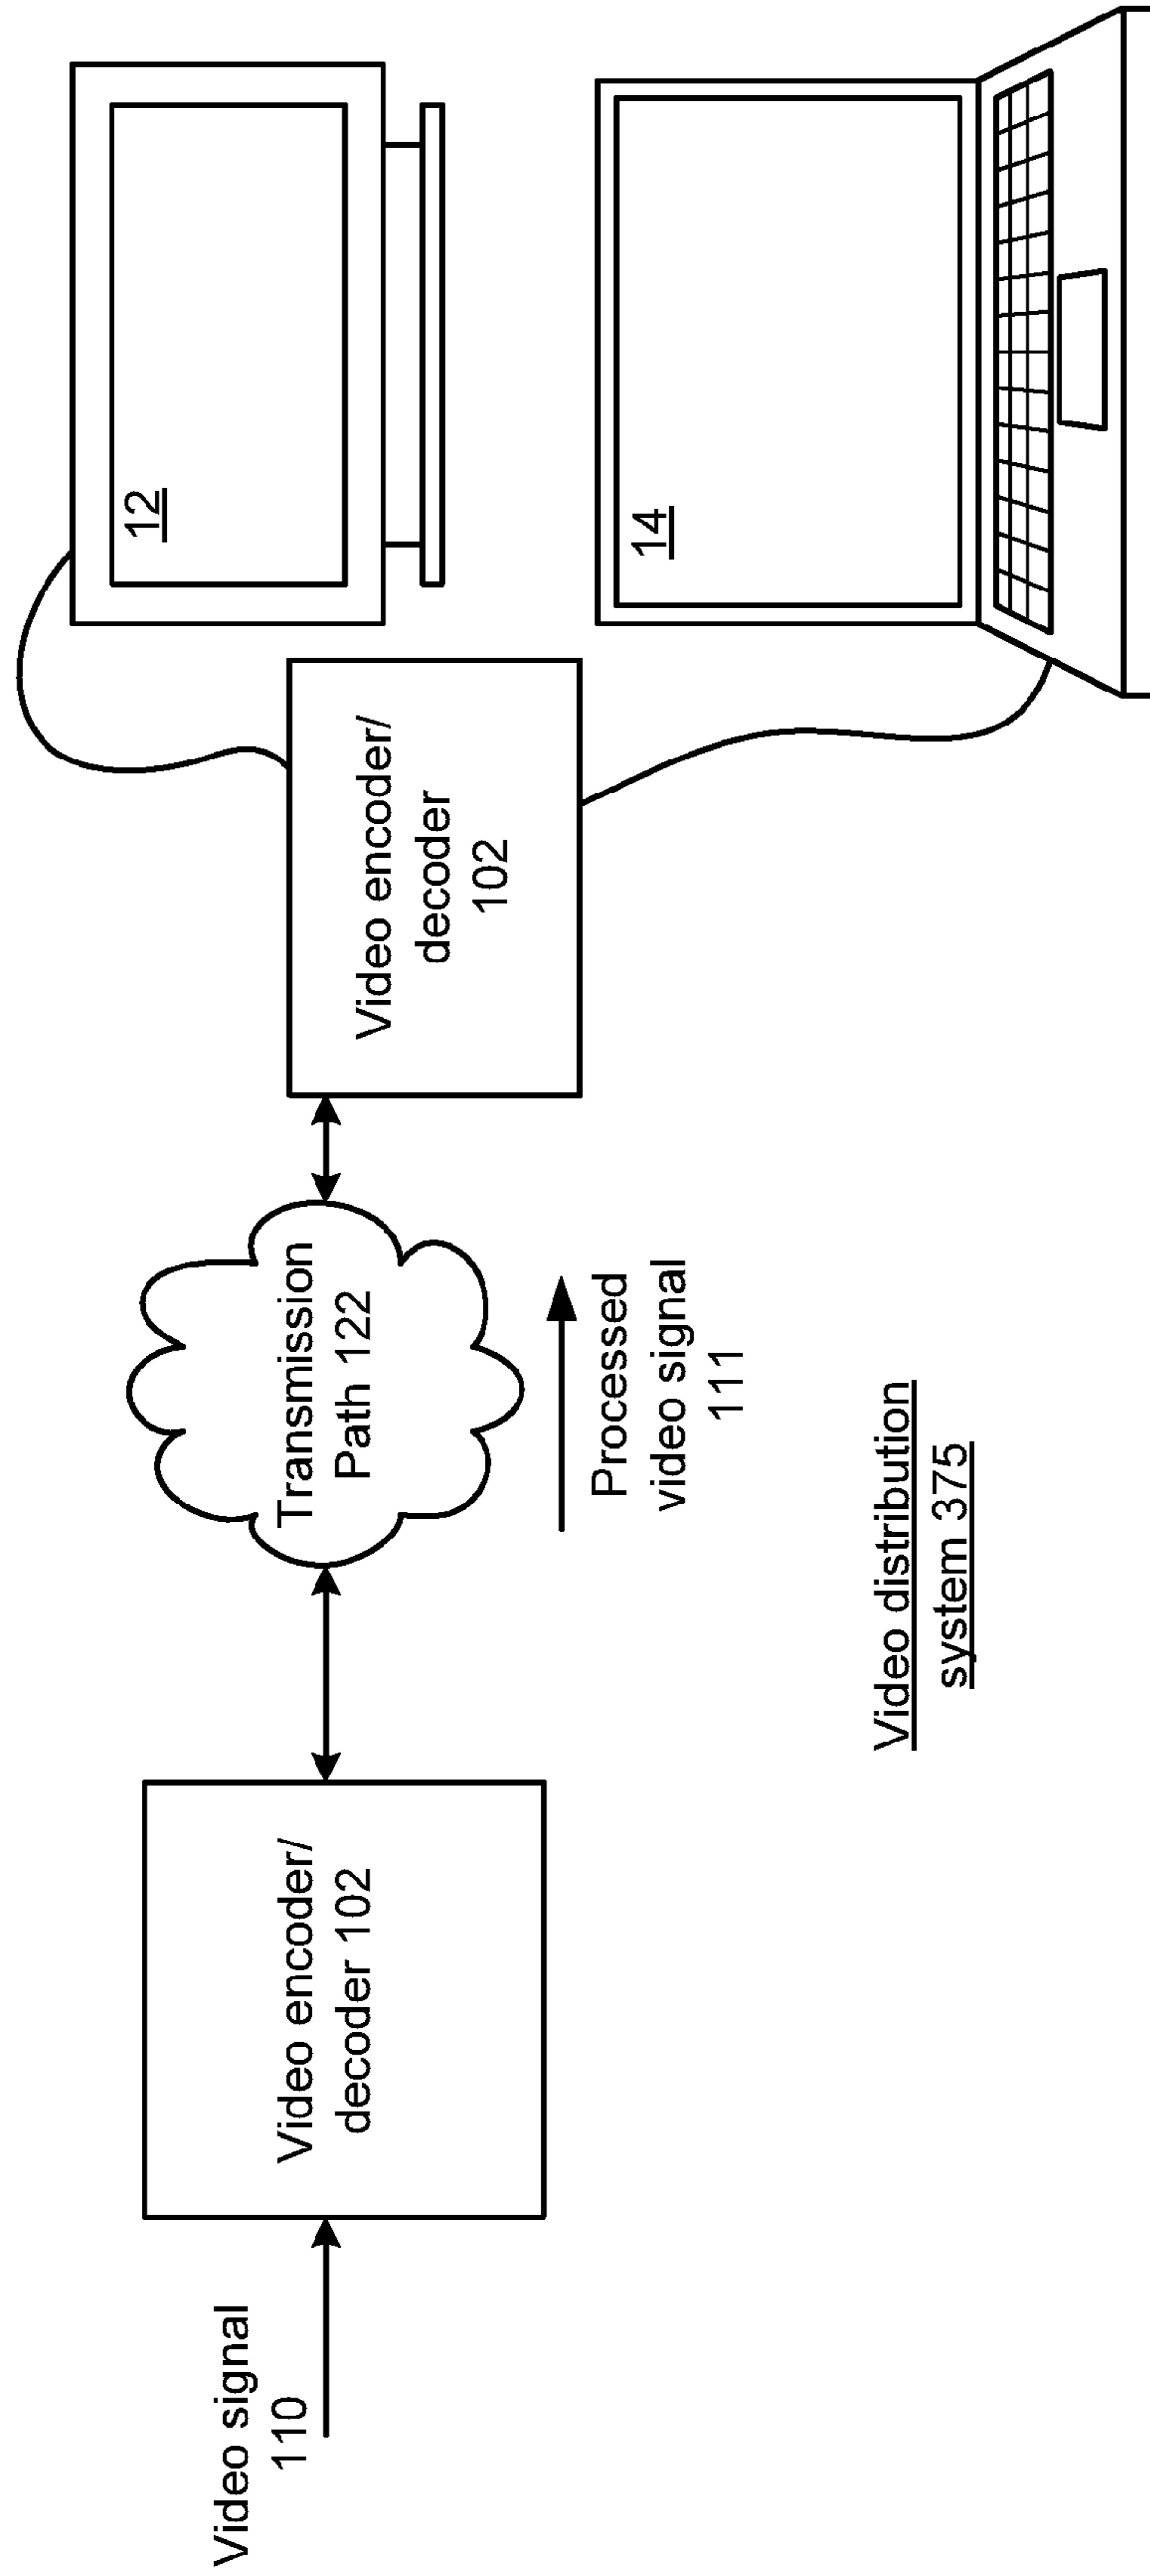 Video signal
110
Video encoder/
decoder 102
Transmission
Path 122
Processed
video signal
111
Video encoder/
decoder
102
12
14
Video distribution
system 375